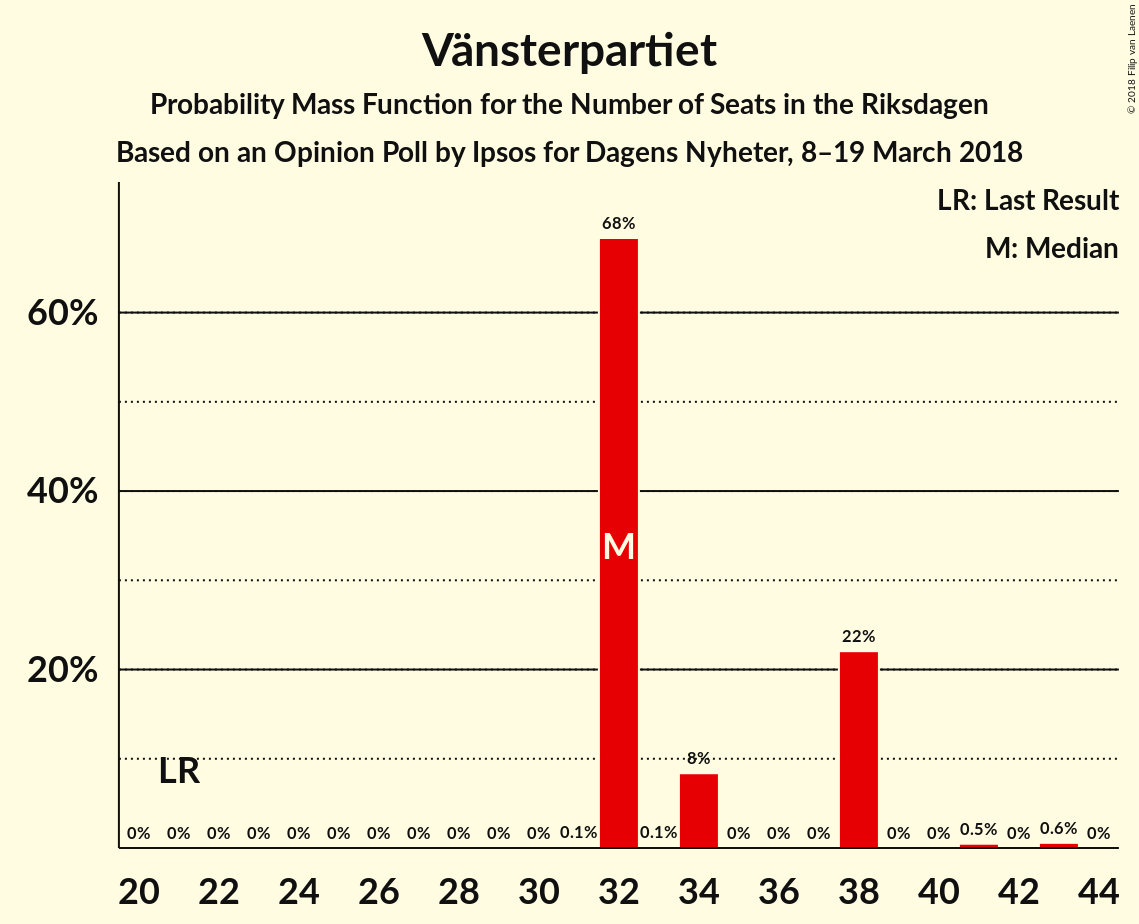 Vänsterpartiet
Probability Mass Function for the Number of Seats in the Riksdagen
Based on an Opinion Poll by Ipsos for Dagens Nyheter, 8–19 March 2018
© 2018 Filip van Laenen
LR: Last Result
M: Median
68%
60%
40%
M
22%
20%
8%
LR
0% 0% 0% 0% 0% 0% 0% 0% 0% 0% 0% 0.1% 0.1% 0% 0% 0% 0% 0% 0.5% 0% 0.6% 0%
20 22 24 26 28 30 32 34 36 38 40 42 44